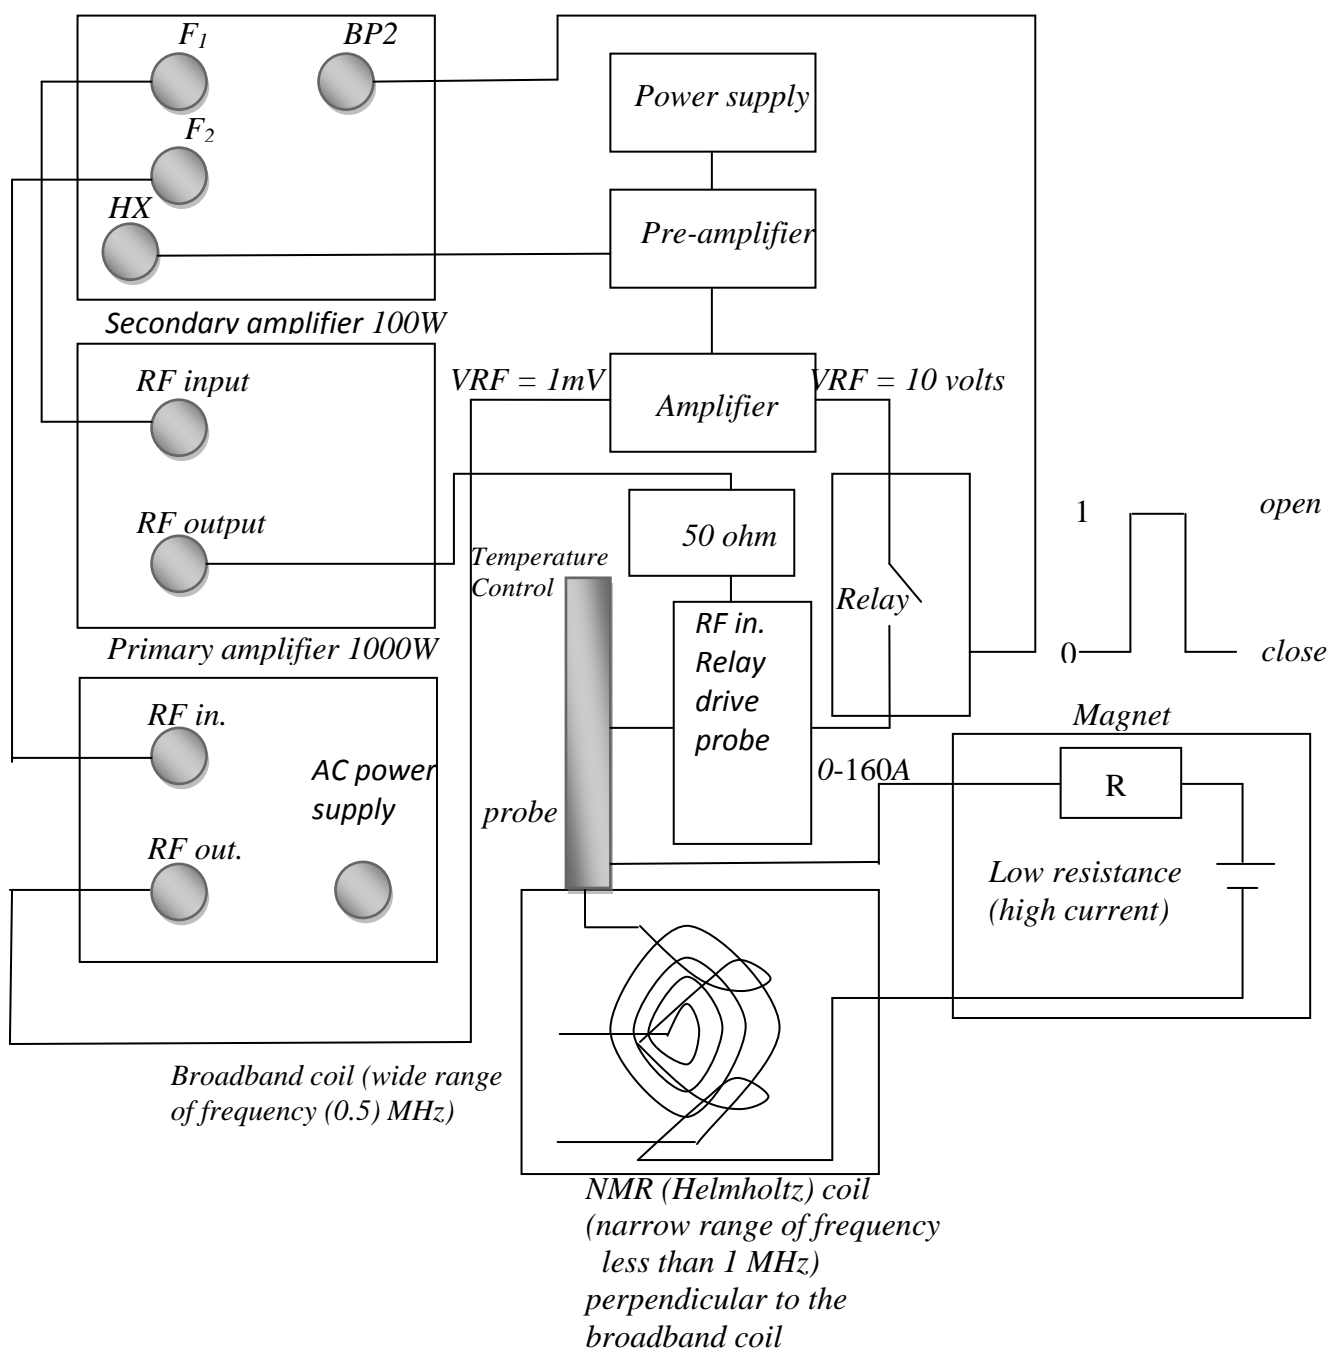 F1
BP2
F2
HX
Secondary amplifier 100W
Power supply
Pre-amplifier
RF input
RF output
Primary amplifier 1000W
VRF = 1mV
Amplifier
VRF = 10 volts
50 ohm
Temperature
Control
RF in.
Relay
drive
probe
Relay
1
open
0
close
RF in.
AC power
supply
RF out.
probe
0-160A
Magnet
R
Low resistance
(high current)
Broadband coil (wide range
of frequency (0.5) MHz)
NMR (Helmholtz) coil
(narrow range of frequency
less than 1 MHz)
perpendicular to the
broadband coil